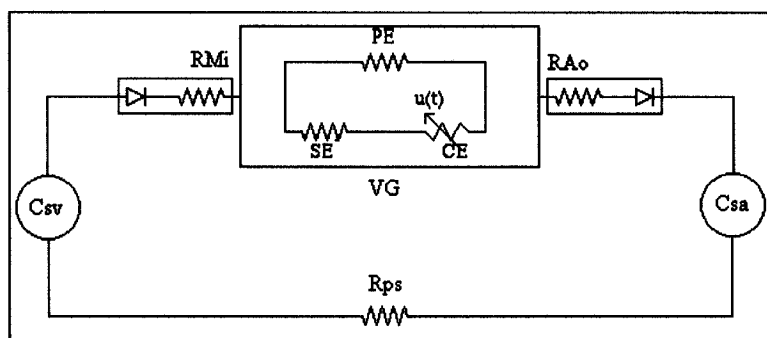 PE
RMi
RAo
u(t)
SE
CE
VG
Csv
Csa
Rps